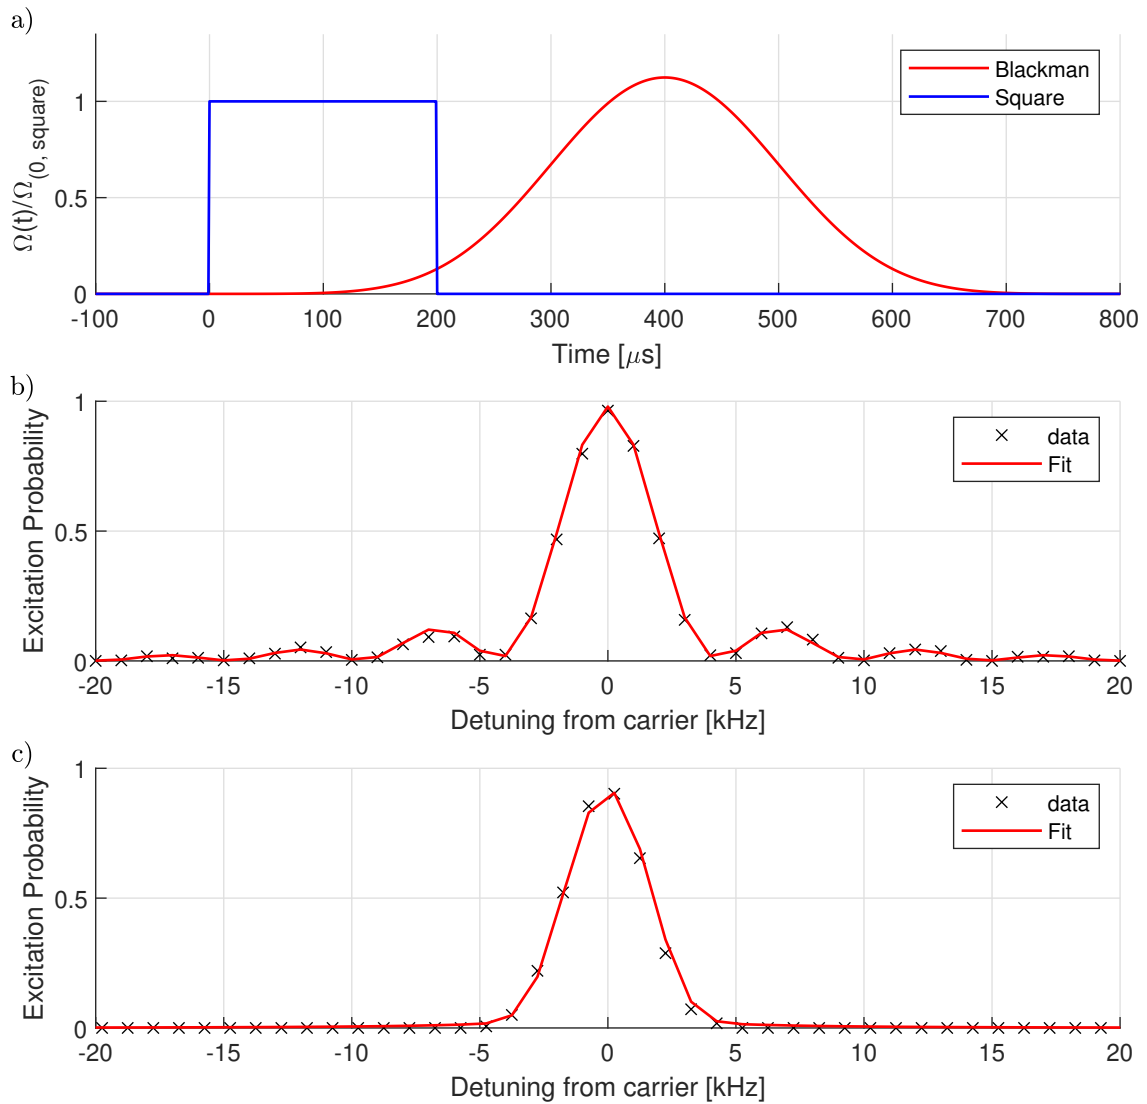 a)
Ω(t)/Ω(0, square)
1
0.5
0
Blackman
Square
-100 0 100 200 300 400 500 600 700 800
Time [μs]
b)
Excitation Probability
1
0.5
0
data
Fit
-20 -15 -10 -5 0 5 10 15 20
Detuning from carrier [kHz]
c)
Excitation Probability
1
0.5
0
data
Fit
-20 -15 -10 -5 0 5 10 15 20
Detuning from carrier [kHz]